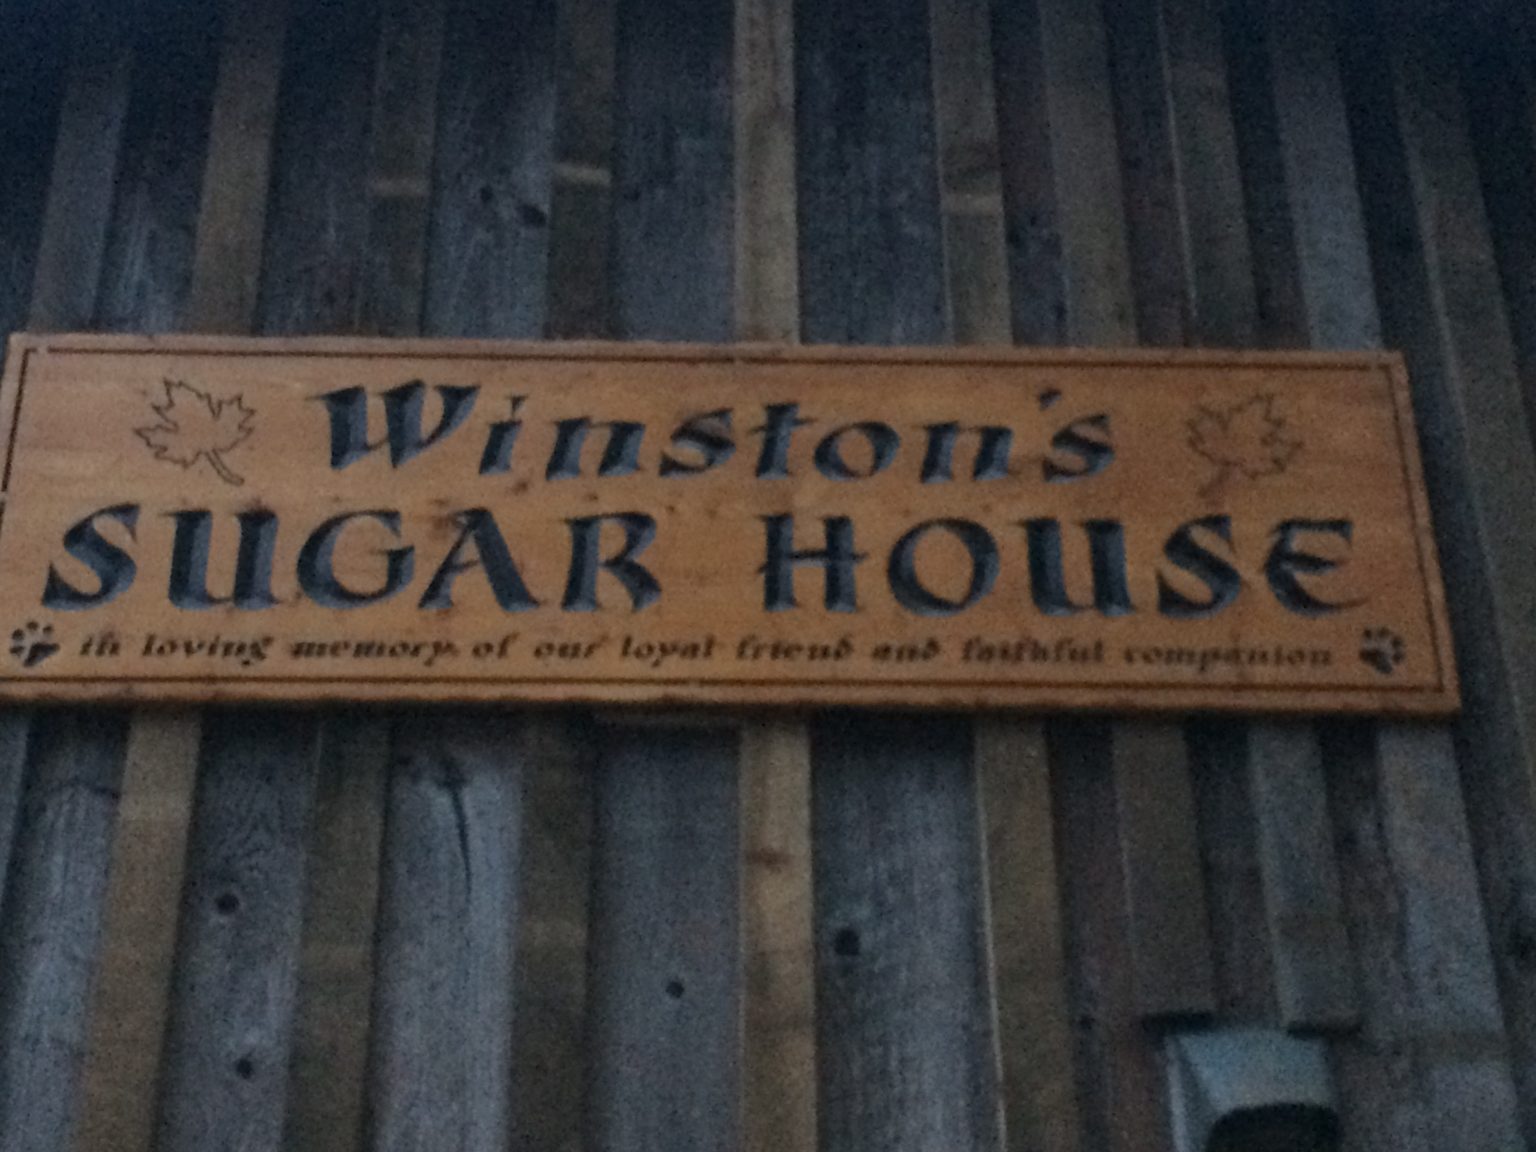 Winston's
SUGAR HOUSE
in loving memory of our loyal friend and faithful companion